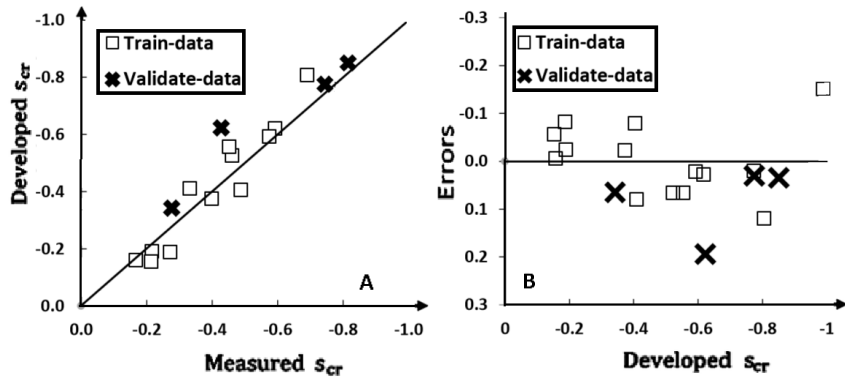 -1.0
-0.8
-0.6
-0.4
-0.2
0.0
Developed scr
Train-data
Validate-data
A
0.0 -0.2 -0.4 -0.6 -0.8 -1.0
Measured scr
-0.3
-0.2
-0.1
0.0
0.1
0.2
0.3
Errors
Train-data
Validate-data
B
0 -0.2 -0.4 -0.6 -0.8 -1
Developed scr